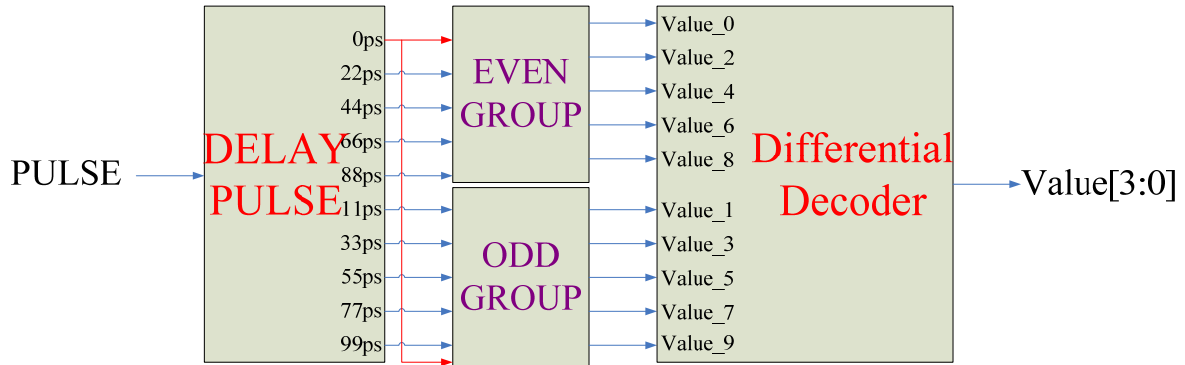 PULSE
DELAY
PULSE
0ps
22ps
44ps
66ps
88ps
11ps
33ps
55ps
77ps
99ps
EVEN
GROUP
ODD
GROUP
Value_0
Value_2
Value_4
Value_6
Value_8
Value_1
Value_3
Value_5
Value_7
Value_9
Differential
Decoder
Value[3:0]